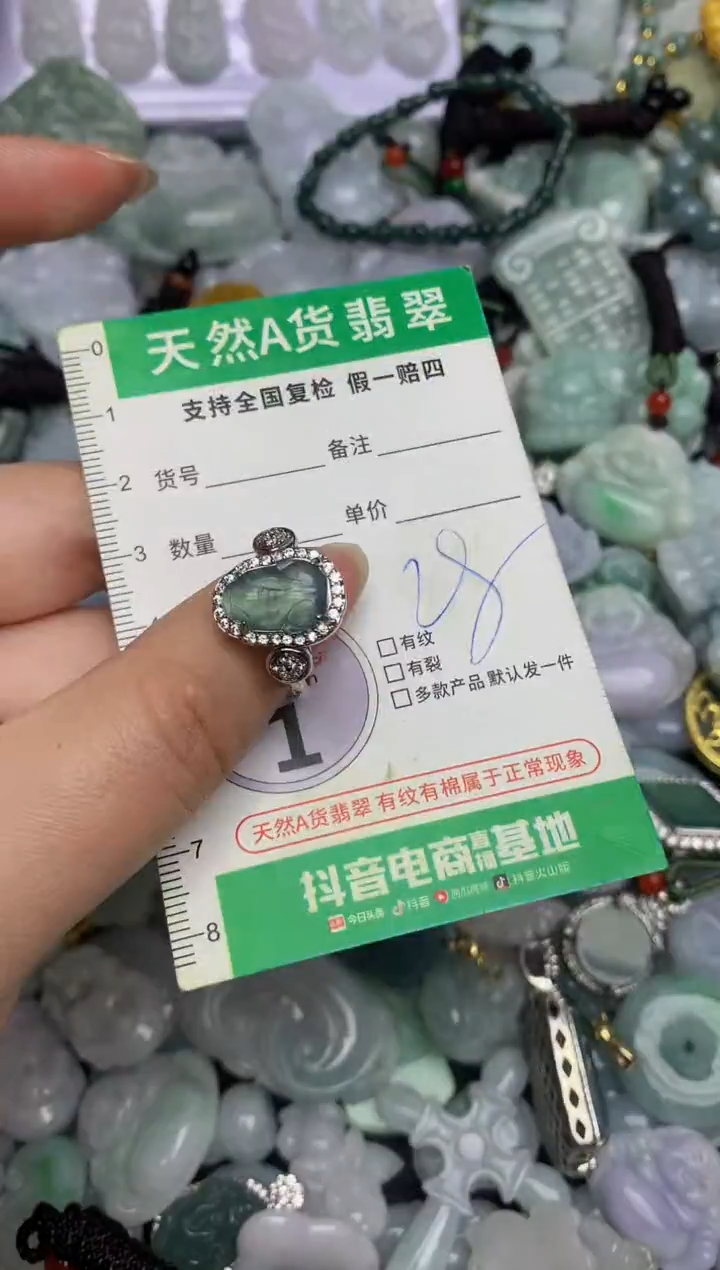 天然A货翡翠
支持全国复检 假一赔四
0
1
2
3
7
8
货号
备注
数量
单价
有纹
有裂
多款产品默认发一件
1
天然A货翡翠 有纹有棉属于正常现象
抖音电商直播基地
今日头条 抖音 西瓜视频 抖音火山版